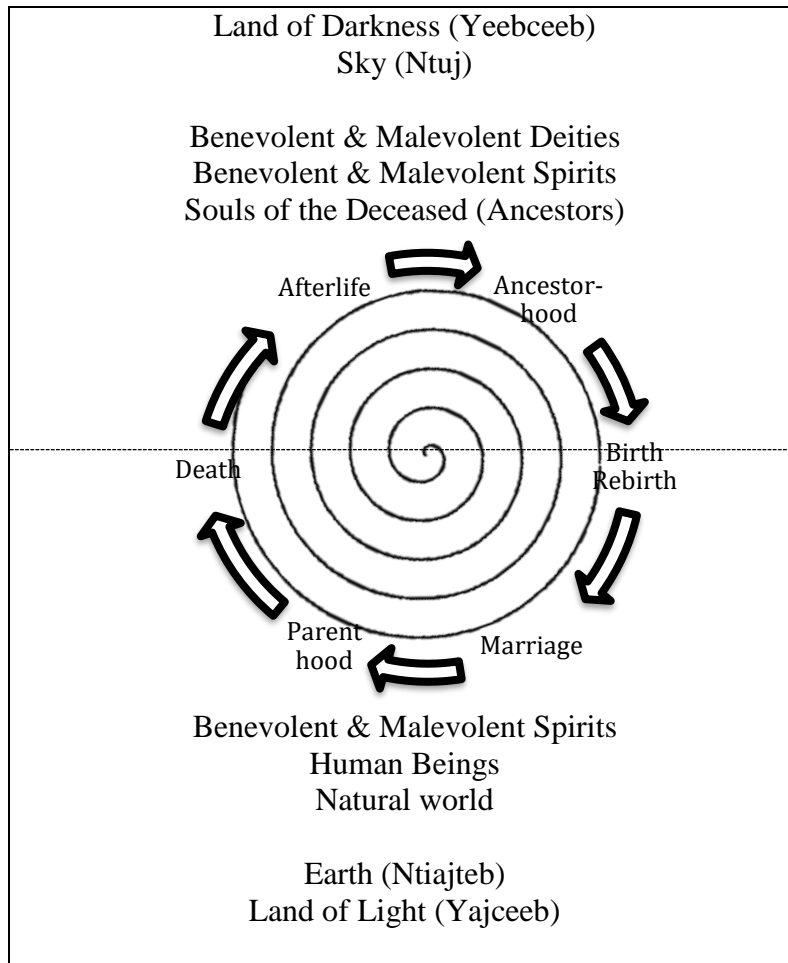 Land of Darkness (Yeebceeb)
Sky (Ntuj)
Benevolent & Malevolent Deities
Benevolent & Malevolent Spirits
Souls of the Deceased (Ancestors)
Afterlife
Ancestor-
hood
Death
Birth
Rebirth
Parent
hood
Marriage
Benevolent & Malevolent Spirits
Human Beings
Natural world
Earth (Ntiajteb)
Land of Light (Yajceeb)